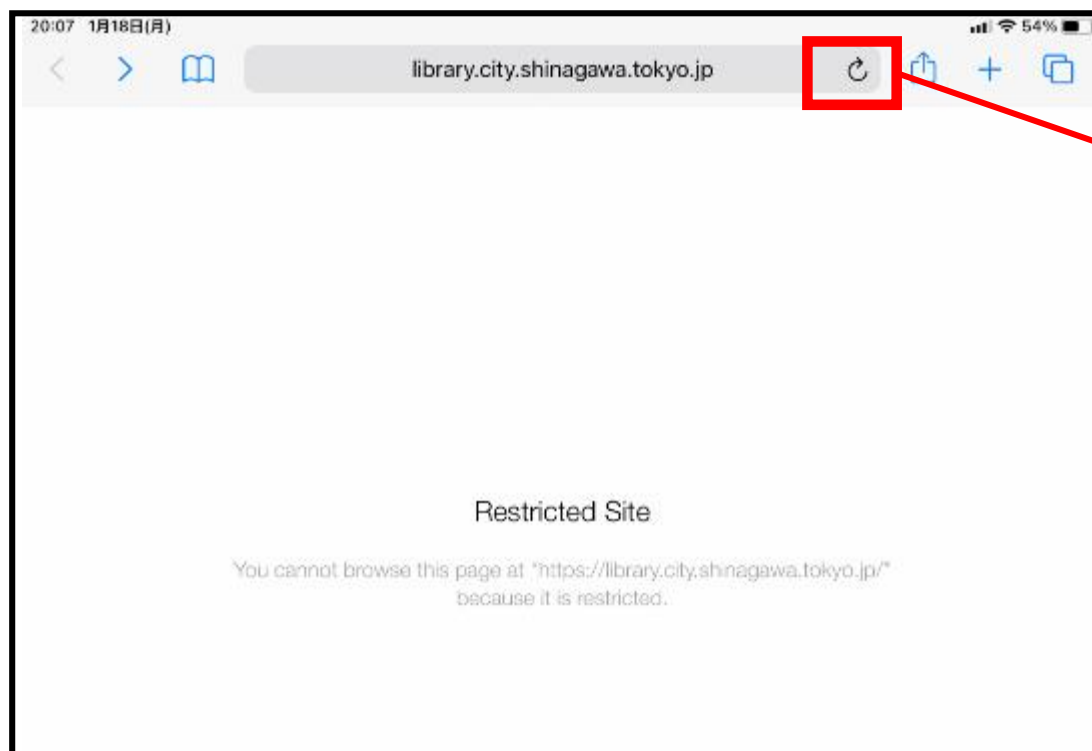 20:07 1月18日(月) 54%
library.city.shinagawa.tokyo.jp
Restricted Site
You cannot browse this page at "https://library.city.shinagawa.tokyo.jp/"
because it is restricted.